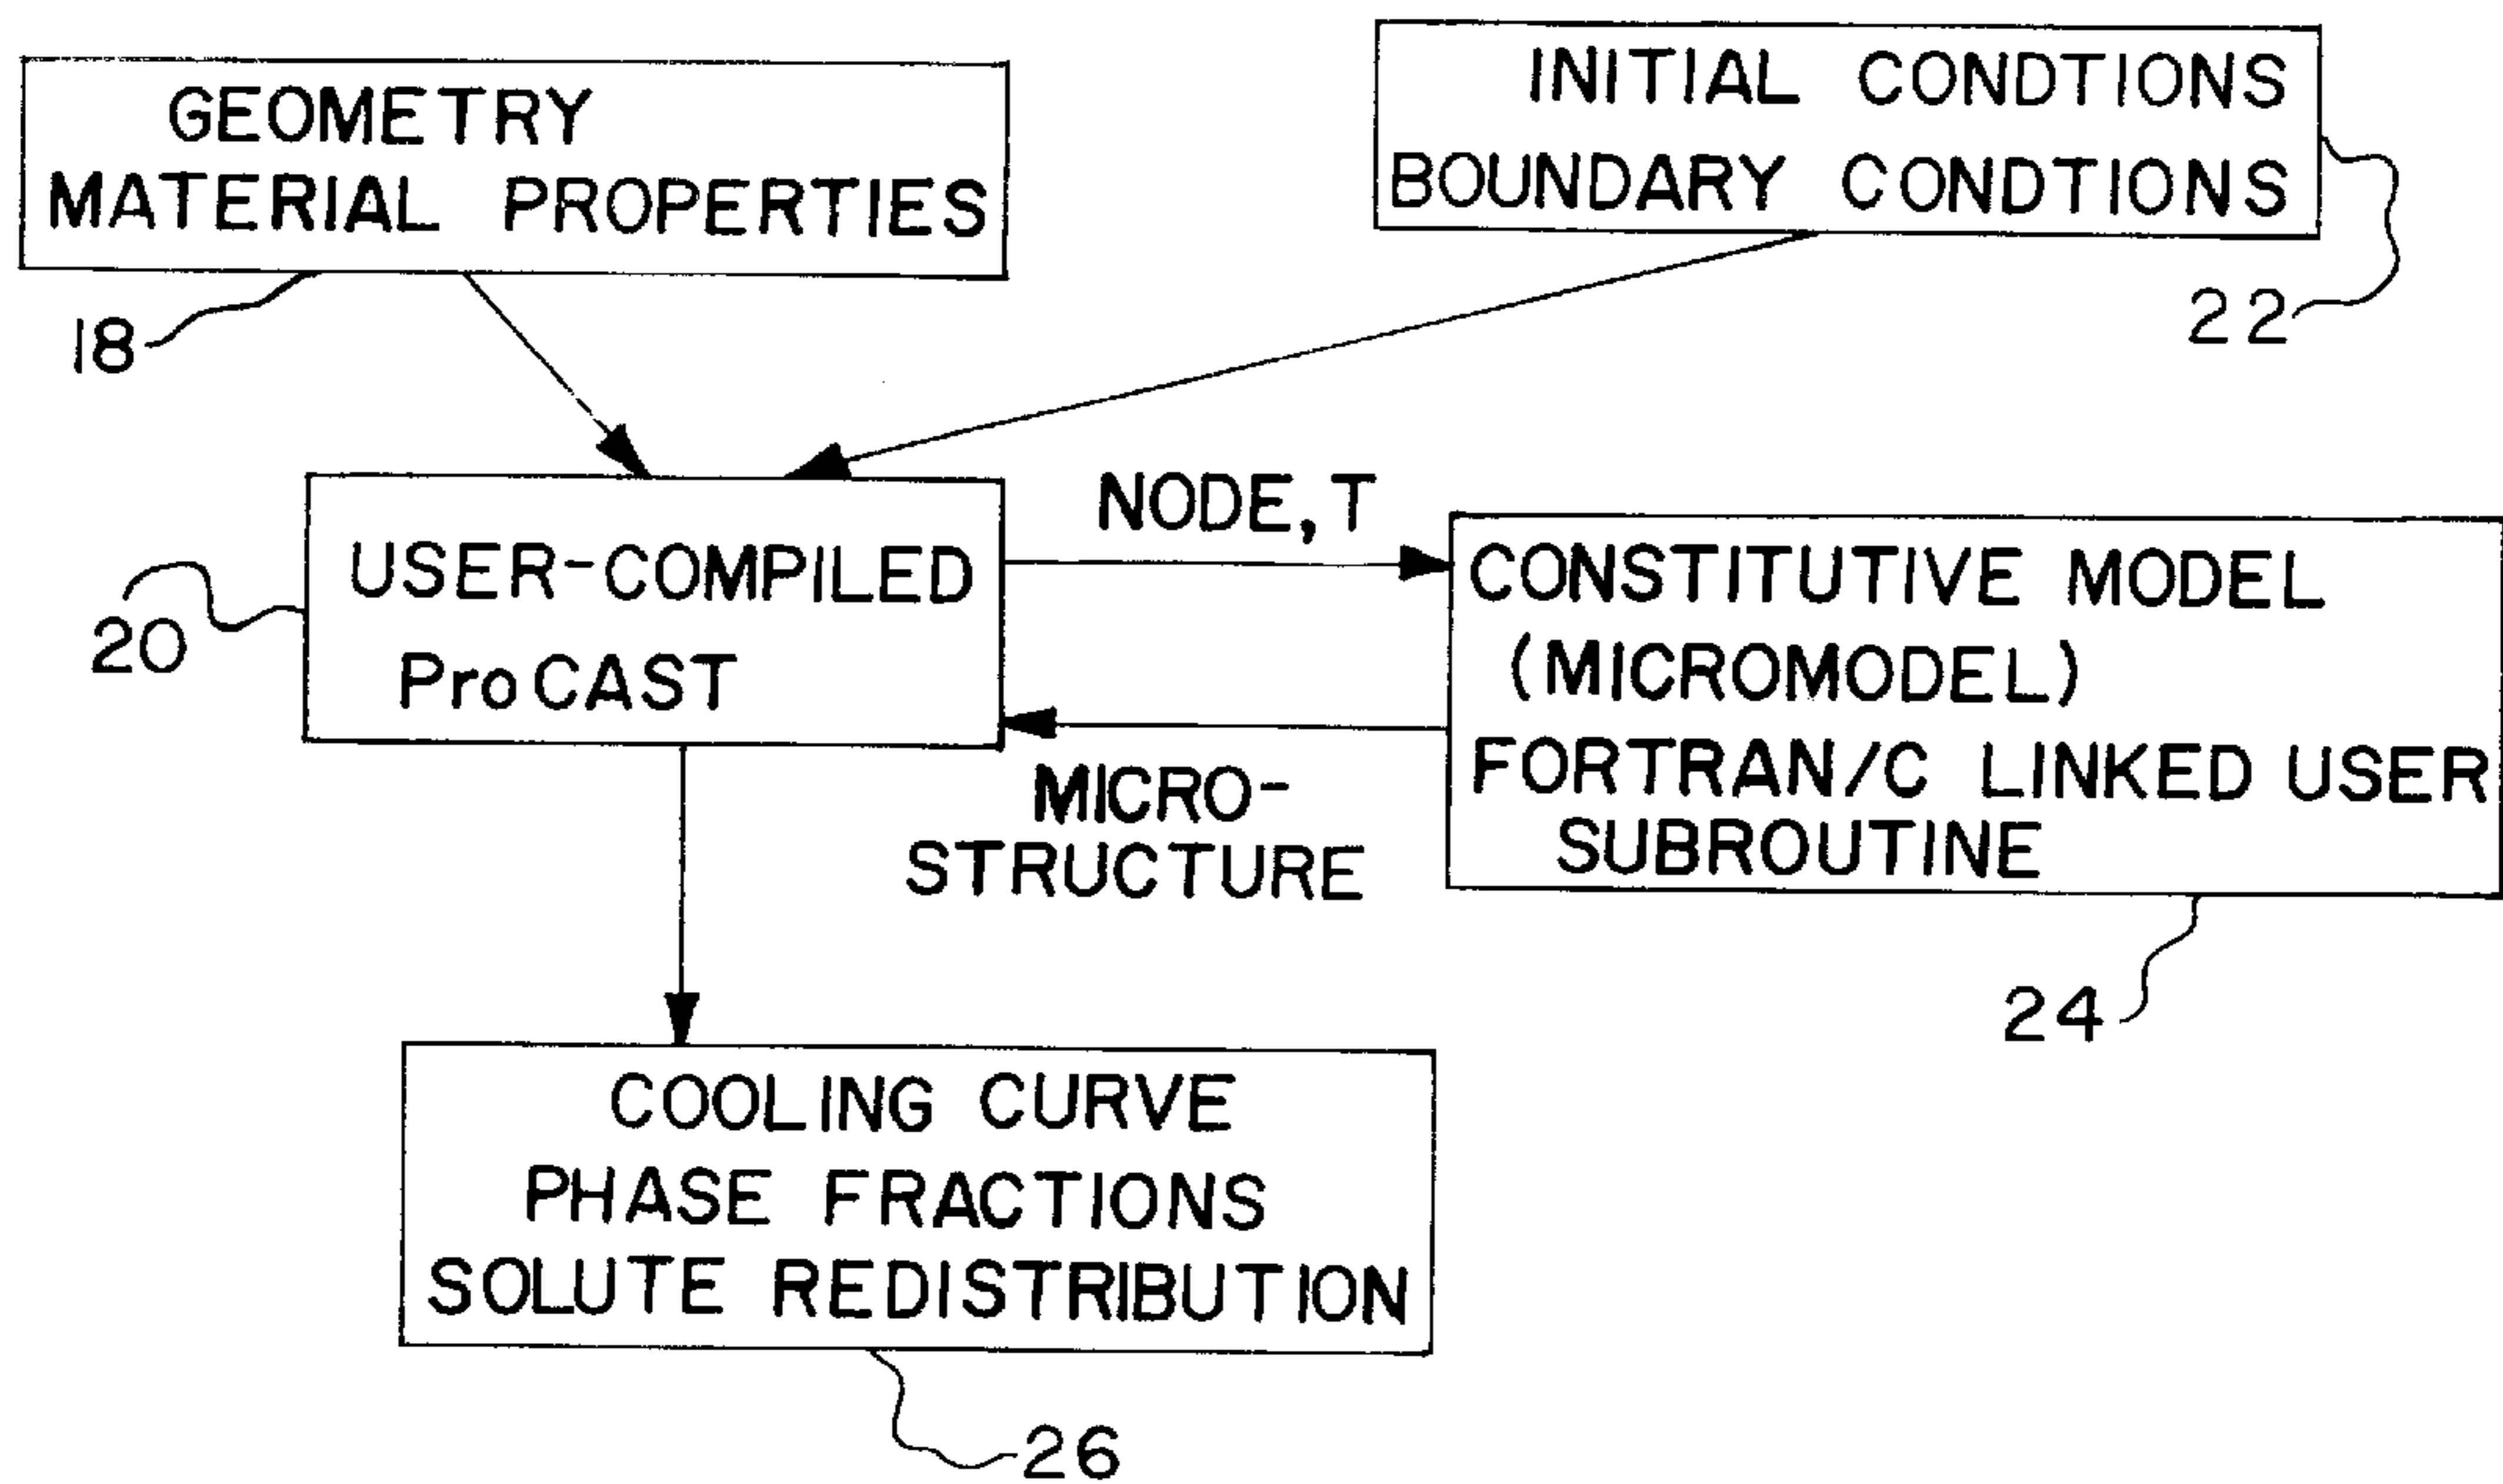 GEOMETRY
MATERIAL PROPERTIES
18
INITIAL CONDTIONS
BOUNDARY CONDTIONS
22
USER-COMPILED
ProCAST
20
NODE,T
MICRO-
STRUCTURE
CONSTITUTIVE MODEL
(MICROMODEL)
FORTRAN/C LINKED USER
SUBROUTINE
24
COOLING CURVE
PHASE FRACTIONS
SOLUTE REDISTRIBUTION
26